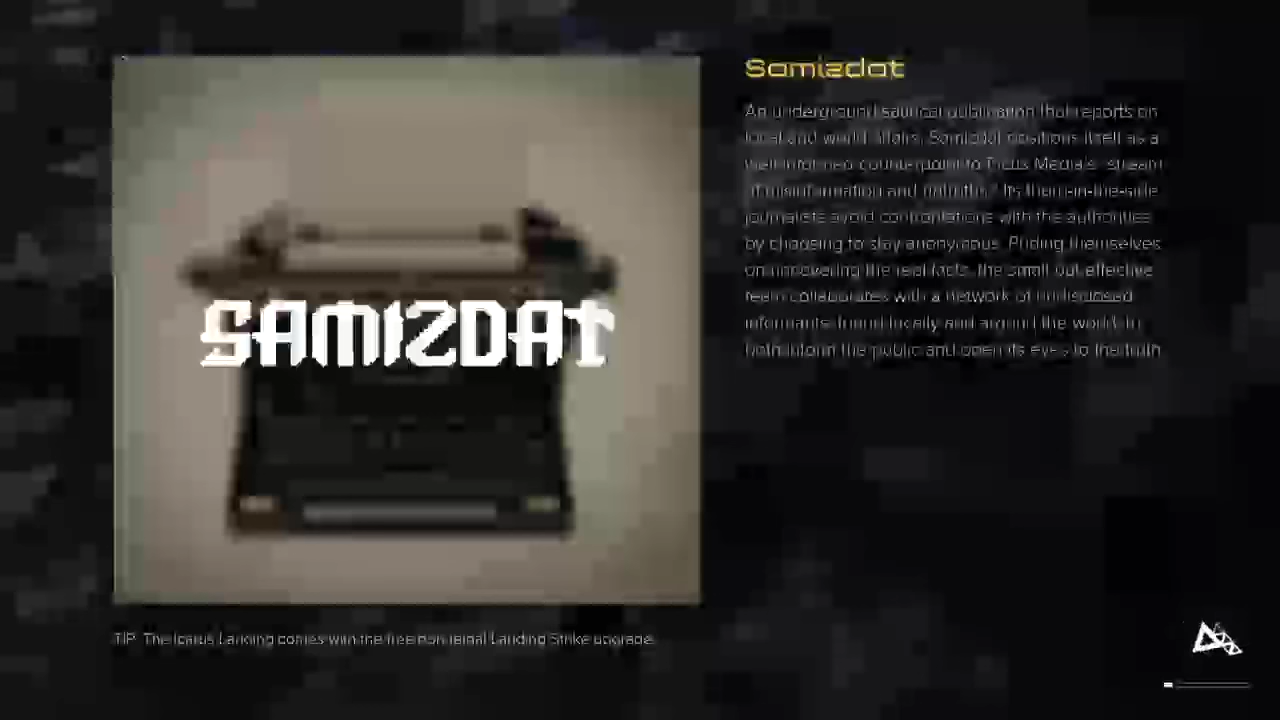 Samizdat
An underground satirical publication that reports on
local and world affairs, Samizdat positions itself as a
well-informed counterpoint to Picus Media's "stream
of disinformation and half-truths." Its thorn-in-the-side
journalists avoid confrontations with the authorities
by choosing to stay anonymous. Priding themselves
on uncovering the real facts, the small but effective
team collaborates with a network of undisclosed
informants, found locally and around the world, to
both inform the public and open its eyes to the truth.
SAMIZDAT
TIP: The Icarus Landing comes with the free non lethal Landing Strike upgrade.